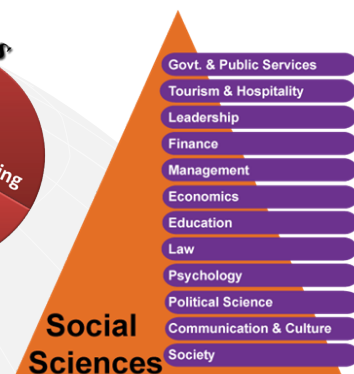 s
ing
Govt. & Public Services
Tourism & Hospitality
Leadership
Finance
Management
Economics
Education
Law
Psychology
Political Science
Communication & Culture
Society
Social
Sciences